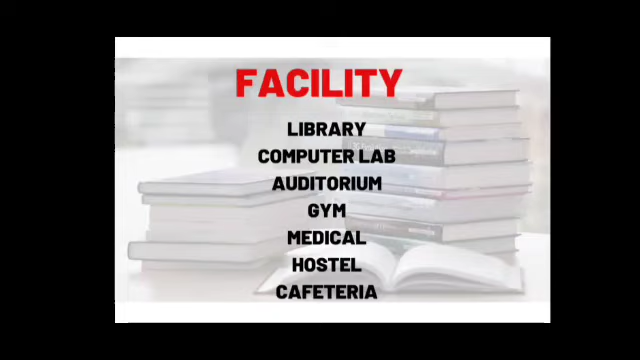 FACILITY
LIBRARY
COMPUTER LAB
AUDITORIUM
GYM
MEDICAL
HOSTEL
CAFETERIA